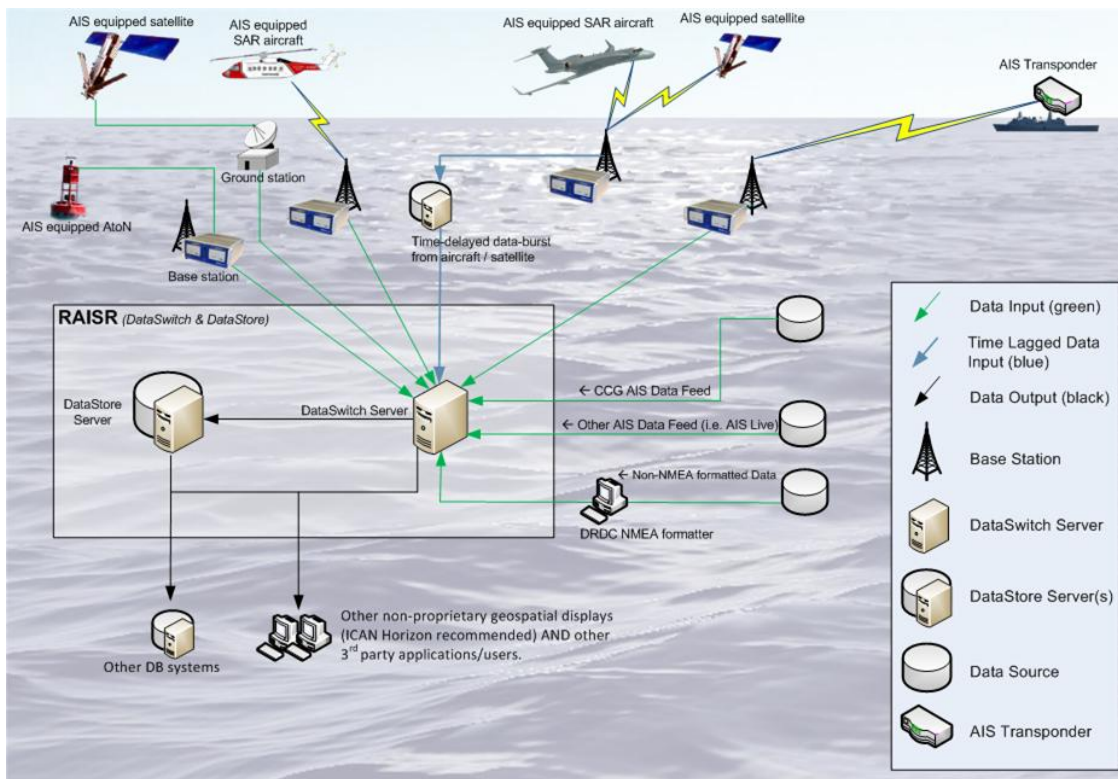 AIS equipped satellite
AIS equipped
SAR aircraft
AIS equipped SAR aircraft
AIS equipped satellite
AIS Transponder
Ground station
AIS equipped AtoN
Base station
Time-delayed data-burst
from aircraft / satellite
RAISR (DataSwitch & DataStore)
DataStore
Server
DataSwitch Server
← CCG AIS Data Feed
← Other AIS Data Feed (i.e. AIS Live)
← Non-NMEA formatted Data
DRDC NMEA formatter
Other DB systems
Other non-proprietary geospatial displays
(ICAN Horizon recommended) AND other
3rd party applications/users.
Data Input (green)
Time Lagged Data
Input (blue)
Data Output (black)
Base Station
DataSwitch Server
DataStore Server(s)
Data Source
AIS Transponder